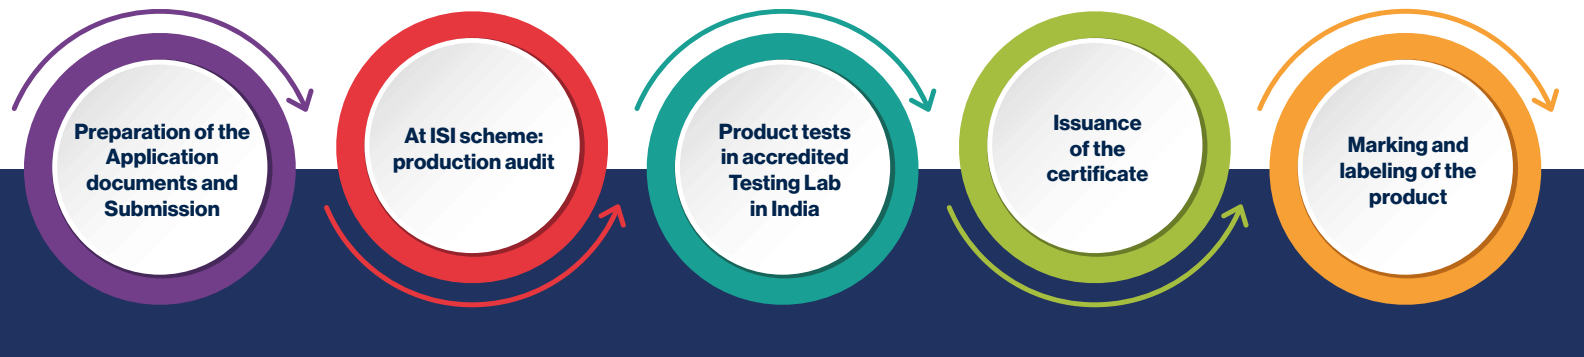 Preparation of the
Application
documents and
Submission
At ISI scheme:
production audit
Product tests
in accredited
Testing Lab
in India
Issuance
of the
certificate
Marking and
labeling of the
product